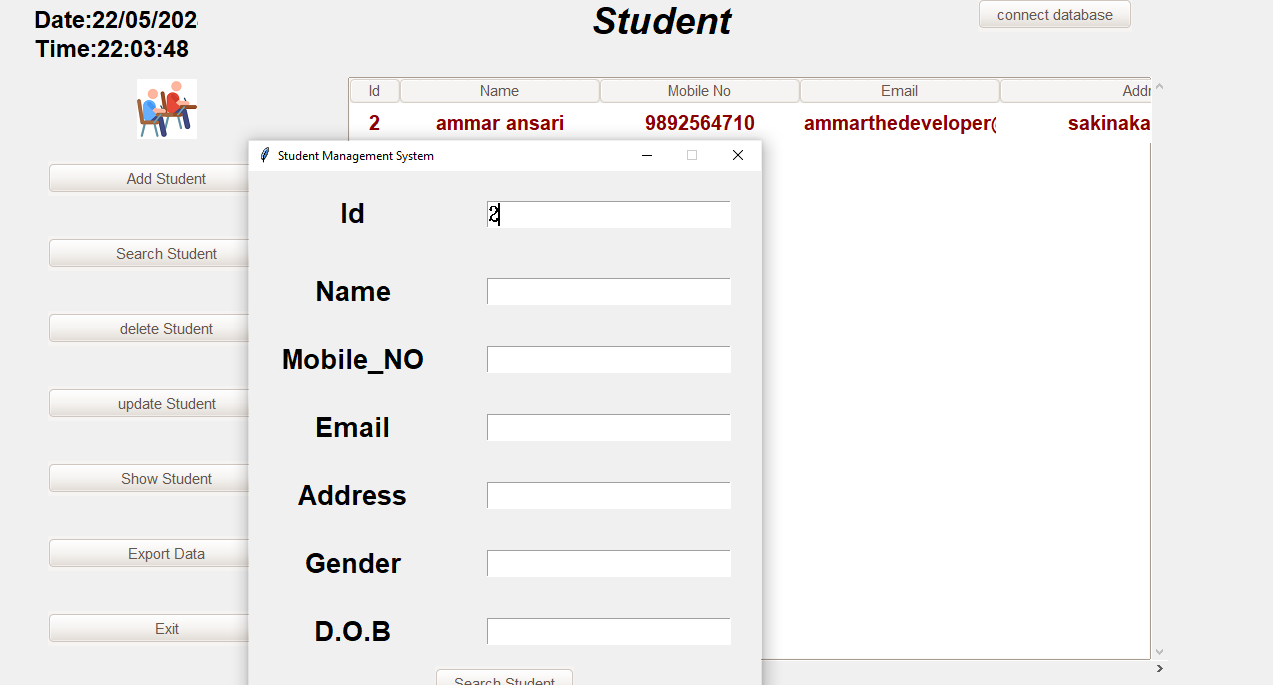 Date:22/05/202
Time:22:03:48
Student
connect database
Id Name Mobile No Email Addr
2 ammar ansari 9892564710 ammarthedeveloper@ sakinaka
Add Student
Search Student
delete Student
update Student
Show Student
Export Data
Exit
Student Management System
Id 2
Name
Mobile_NO
Email
Address
Gender
D.O.B
Search Student